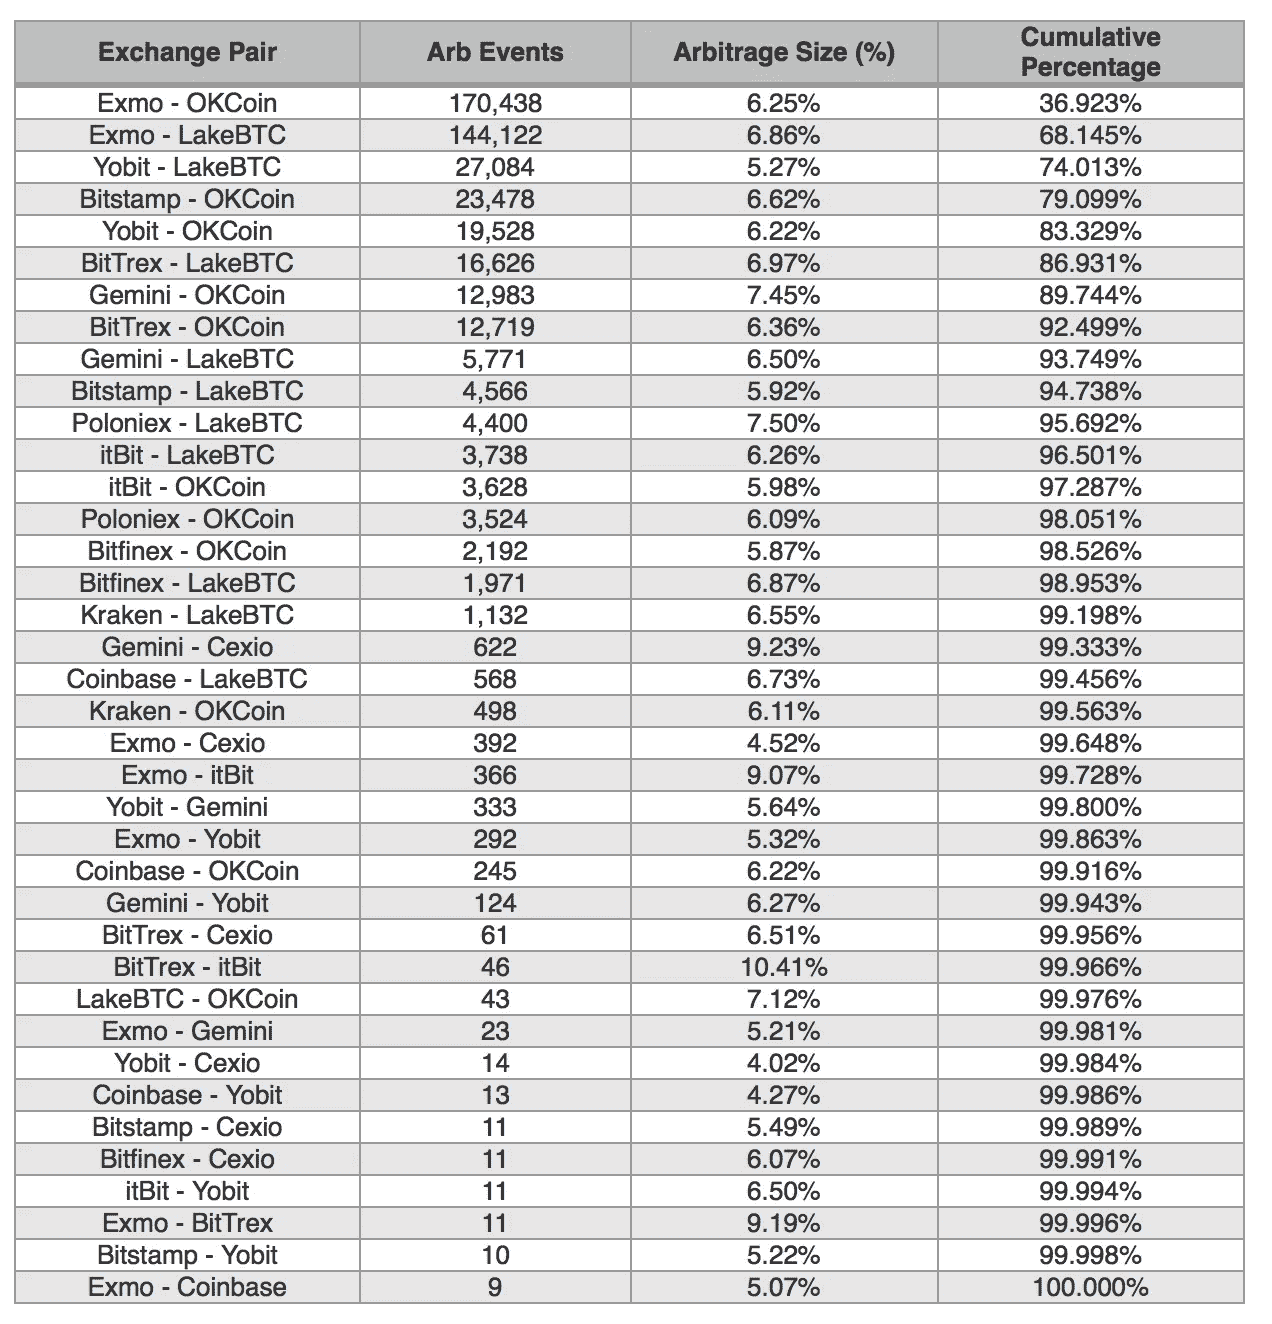 Exchange Pair Arb Events Arbitrage Size (%) Cumulative Percentage
Exmo - OKCoin 170,438 6.25% 36.923%
Exmo - LakeBTC 144,122 6.86% 68.145%
Yobit - LakeBTC 27,084 5.27% 74.013%
Bitstamp - OKCoin 23,478 6.62% 79.099%
Yobit - OKCoin 19,528 6.22% 83.329%
BitTrex - LakeBTC 16,626 6.97% 86.931%
Gemini - OKCoin 12,983 7.45% 89.744%
BitTrex - OKCoin 12,719 6.36% 92.499%
Gemini - LakeBTC 5,771 6.50% 93.749%
Bitstamp - LakeBTC 4,566 5.92% 94.738%
Poloniex - LakeBTC 4,400 7.50% 95.692%
itBit - LakeBTC 3,738 6.26% 96.501%
itBit - OKCoin 3,628 5.98% 97.287%
Poloniex - OKCoin 3,524 6.09% 98.051%
Bitfinex - OKCoin 2,192 5.87% 98.526%
Bitfinex - LakeBTC 1,971 6.87% 98.953%
Kraken - LakeBTC 1,132 6.55% 99.198%
Gemini - Cexio 622 9.23% 99.333%
Coinbase - LakeBTC 568 6.73% 99.456%
Kraken - OKCoin 498 6.11% 99.563%
Exmo - Cexio 392 4.52% 99.648%
Exmo - itBit 366 9.07% 99.728%
Yobit - Gemini 333 5.64% 99.800%
Exmo - Yobit 292 5.32% 99.863%
Coinbase - OKCoin 245 6.22% 99.916%
Gemini - Yobit 124 6.27% 99.943%
BitTrex - Cexio 61 6.51% 99.956%
BitTrex - itBit 46 10.41% 99.966%
LakeBTC - OKCoin 43 7.12% 99.976%
Exmo - Gemini 23 5.21% 99.981%
Yobit - Cexio 14 4.02% 99.984%
Coinbase - Yobit 13 4.27% 99.986%
Bitstamp - Cexio 11 5.49% 99.989%
Bitfinex - Cexio 11 6.07% 99.991%
itBit - Yobit 11 6.50% 99.994%
Exmo - BitTrex 11 9.19% 99.996%
Bitstamp - Yobit 10 5.22% 99.998%
Exmo - Coinbase 9 5.07% 100.000%